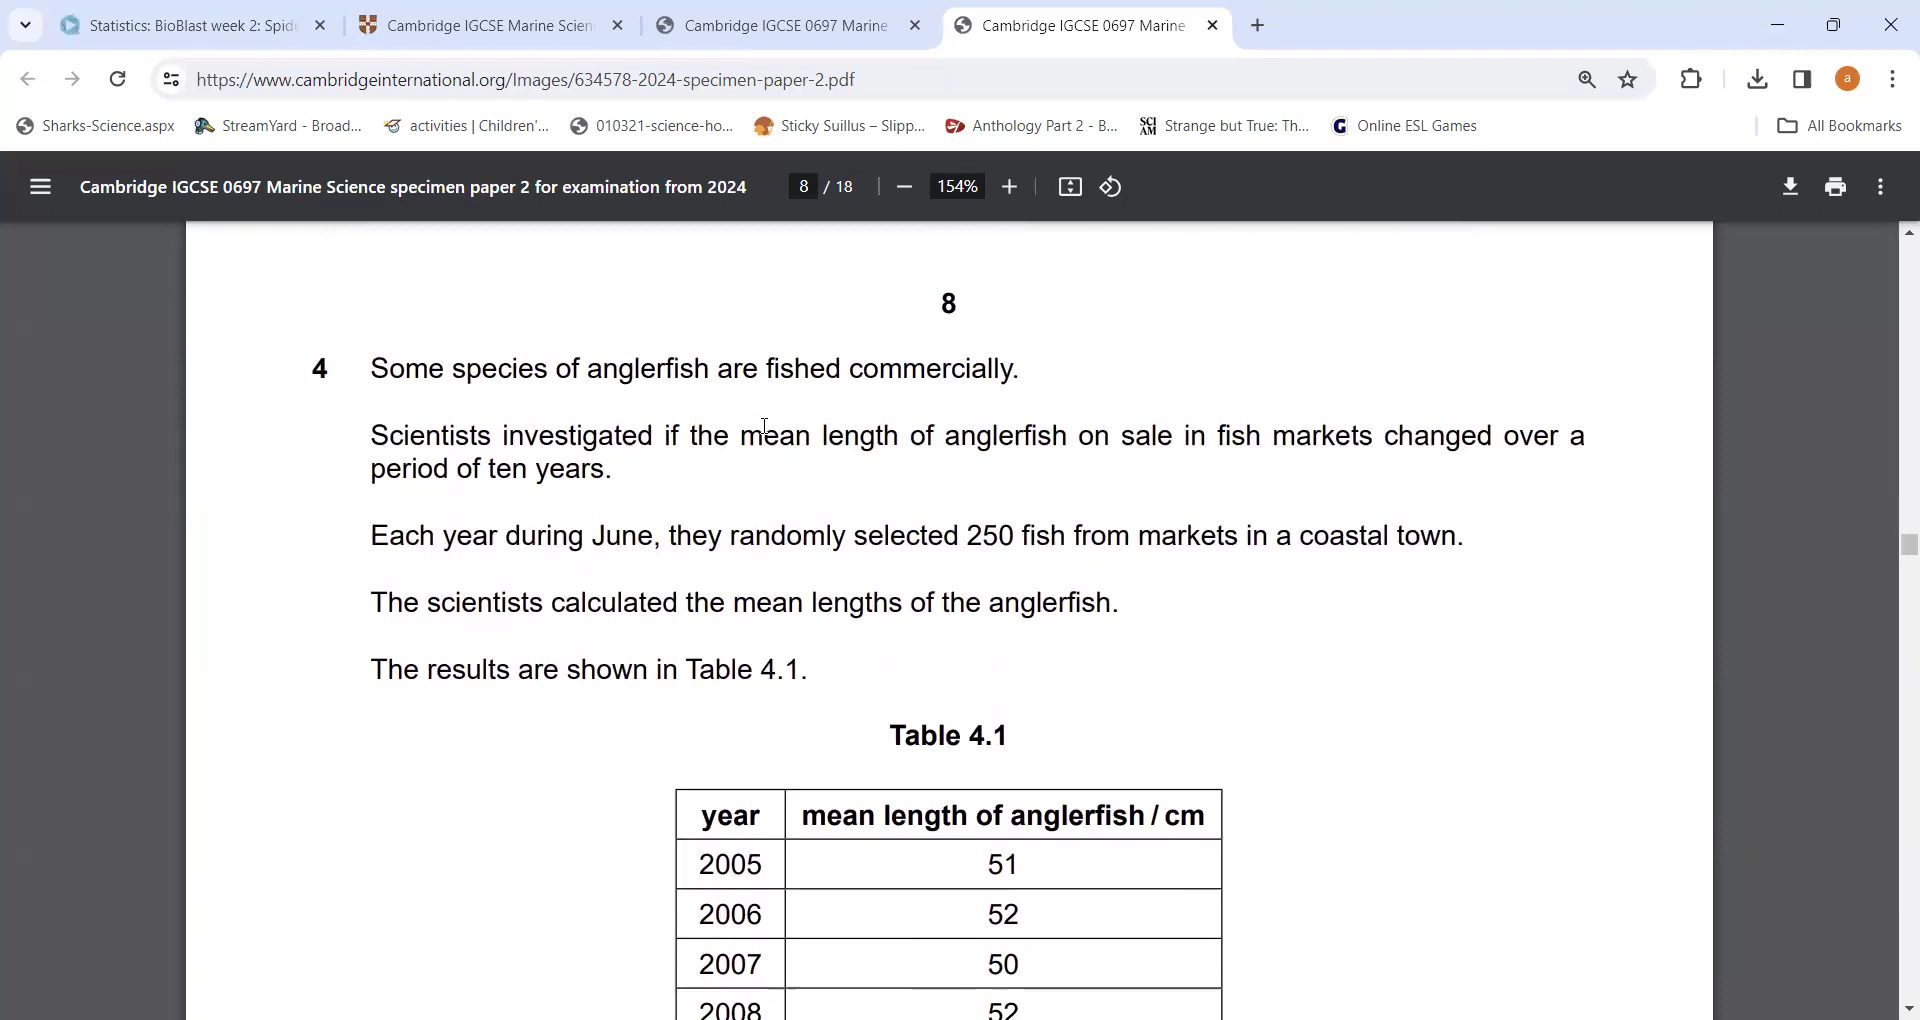 Statistics: BioBlast week 2: Spide
Cambridge IGCSE Marine Scien
Cambridge IGCSE 0697 Marine
Cambridge IGCSE 0697 Marine
https://www.cambridgeinternational.org/Images/634578-2024-specimen-paper-2.pdf
a
Sharks-Science.aspx
StreamYard - Broad...
activities | Children'...
010321-science-ho...
Sticky Suillus – Slipp...
Anthology Part 2 - B...
SCI AM
Strange but True: Th...
G
Online ESL Games
All Bookmarks
Cambridge IGCSE 0697 Marine Science specimen paper 2 for examination from 2024
8 / 18
154%
8
4 Some species of anglerfish are fished commercially.
Scientists investigated if the mean length of anglerfish on sale in fish markets changed over a
period of ten years.
Each year during June, they randomly selected 250 fish from markets in a coastal town.
The scientists calculated the mean lengths of the anglerfish.
The results are shown in Table 4.1.
Table 4.1
year mean length of anglerfish / cm
2005 51
2006 52
2007 50
2008 52